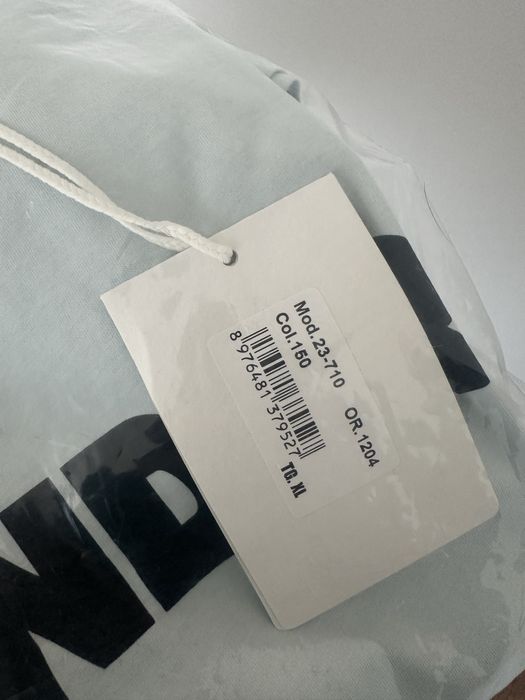 Mod.23-710 OR.1204
Col.150
8 976481 379527
TG. XL
ND